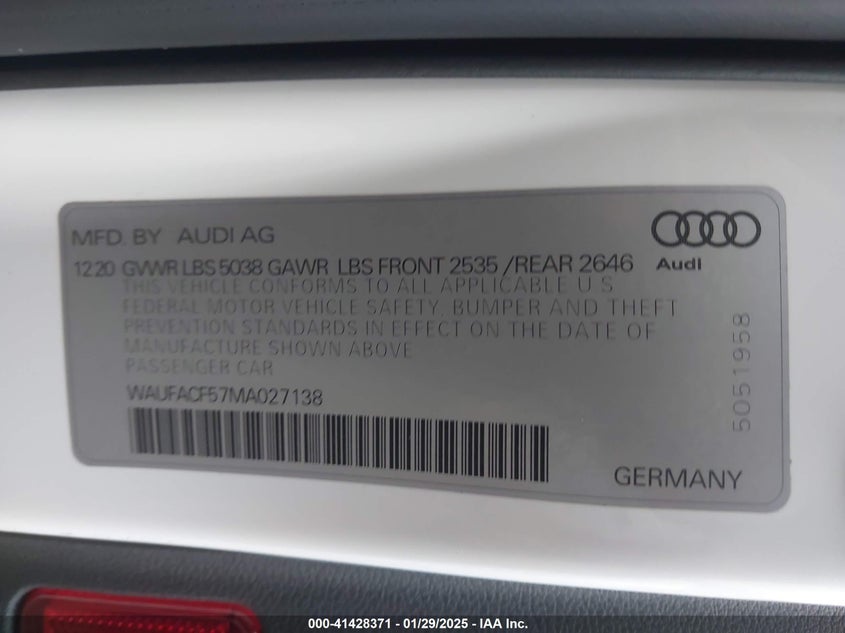 MFD. BY AUDI AG
12.20 GVWR LBS 5038 GAWR LBS FRONT 2535 /REAR 2646
Audi
THIS VEHICLE CONFORMS TO ALL APPLICABLE U S
FEDERAL MOTOR VEHICLE SAFETY, BUMPER AND THEFT
PREVENTION STANDARDS IN EFFECT ON THE DATE OF
MANUFACTURE SHOWN ABOVE
PASSENGER CAR
WAUFACF57MA027138
5051958
GERMANY
000-41428371 - 01/29/2025 - IAA Inc.